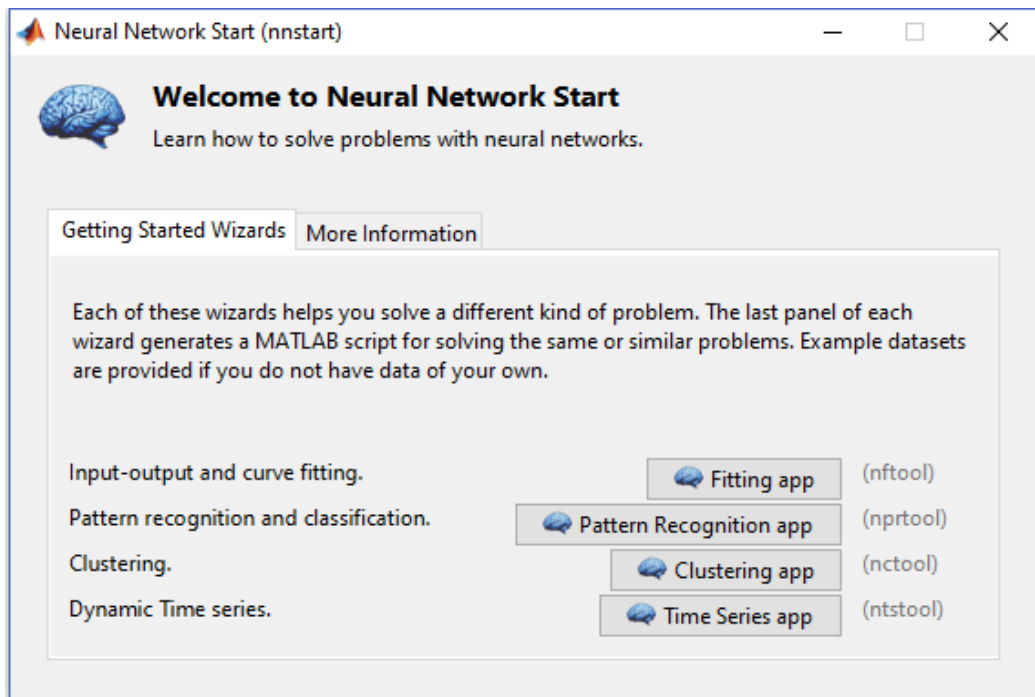 Neural Network Start (nnstart)
Welcome to Neural Network Start
Learn how to solve problems with neural networks.
Getting Started Wizards More Information
Each of these wizards helps you solve a different kind of problem. The last panel of each
wizard generates a MATLAB script for solving the same or similar problems. Example datasets
are provided if you do not have data of your own.
Input-output and curve fitting. Fitting app (nftool)
Pattern recognition and classification. Pattern Recognition app (nprtool)
Clustering. Clustering app (nctool)
Dynamic Time series. Time Series app (ntstool)